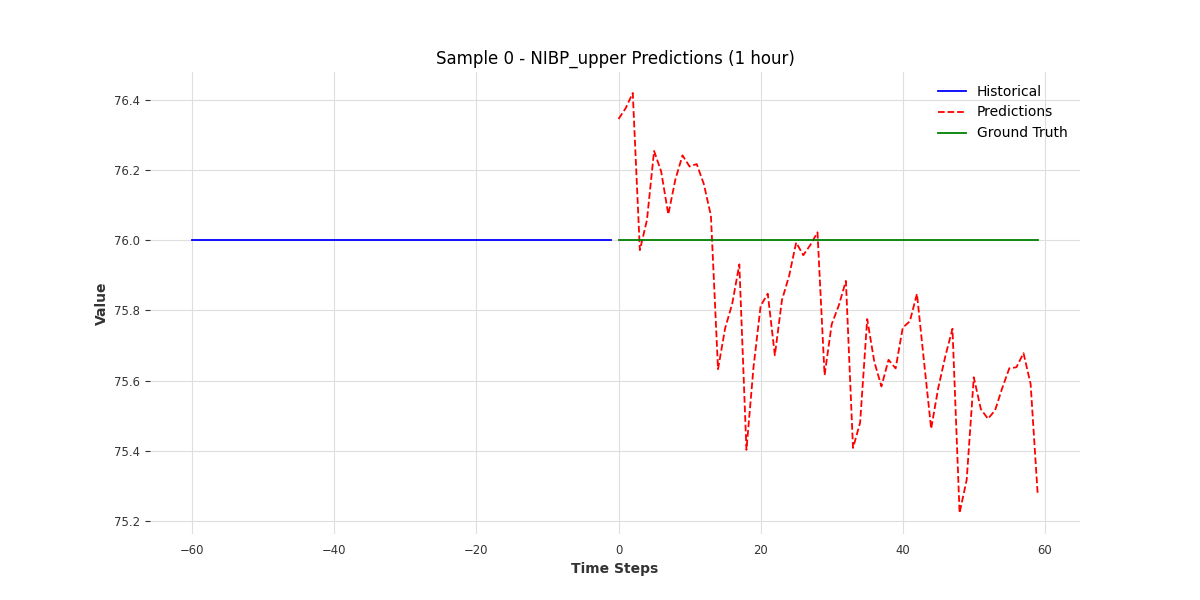 Sample 0 - NIBP_upper Predictions (1 hour)
Historical
Predictions
Ground Truth
76.4
76.2
76.0
75.8
75.6
75.4
75.2
Value
−60
−40
−20
0
20
40
60
Time Steps